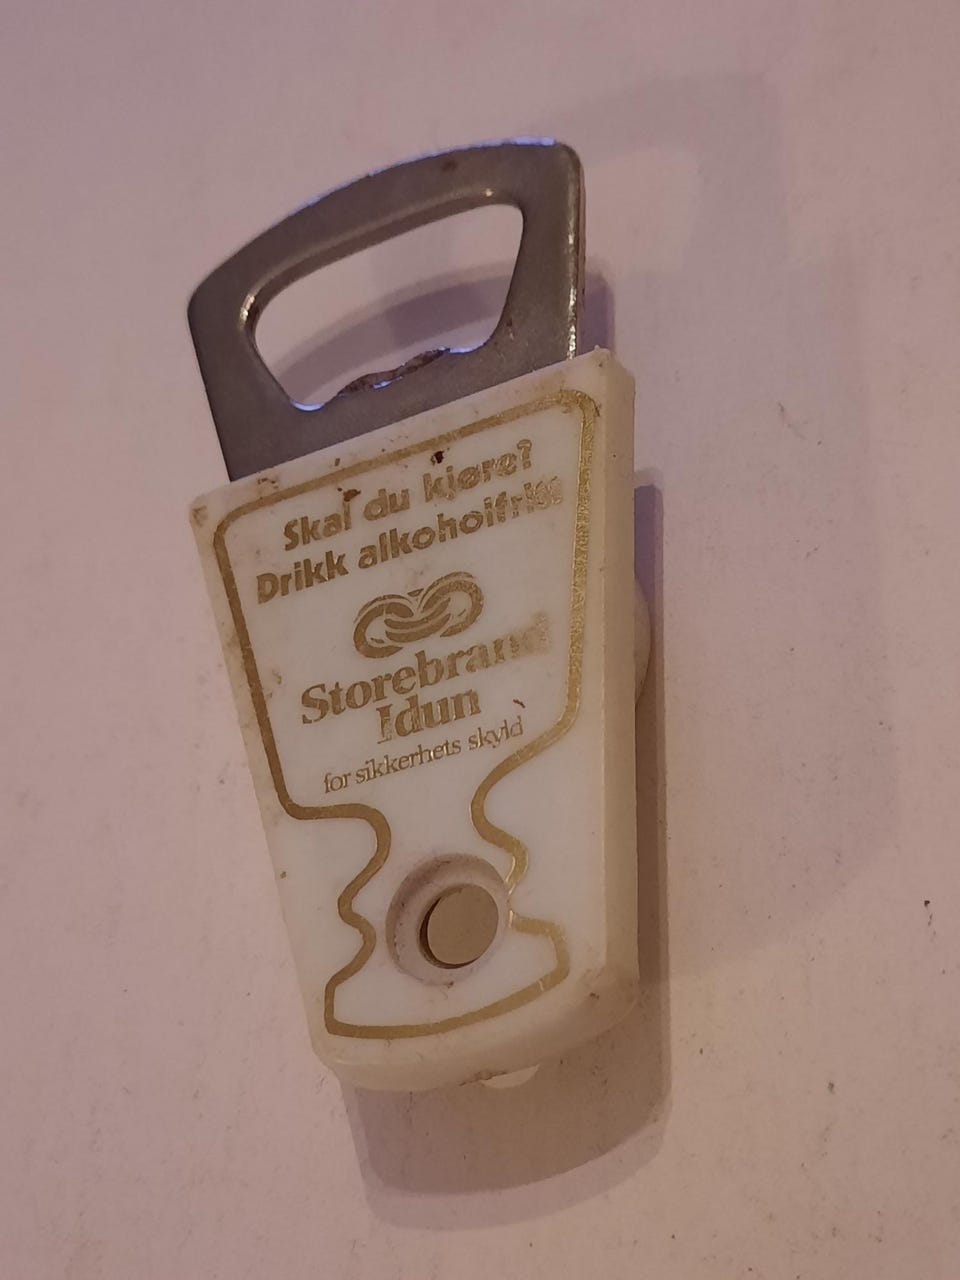 Skal du kjøre?
Drikk alkoholfritt
Storebrand
Idun
for sikkerhets skyld